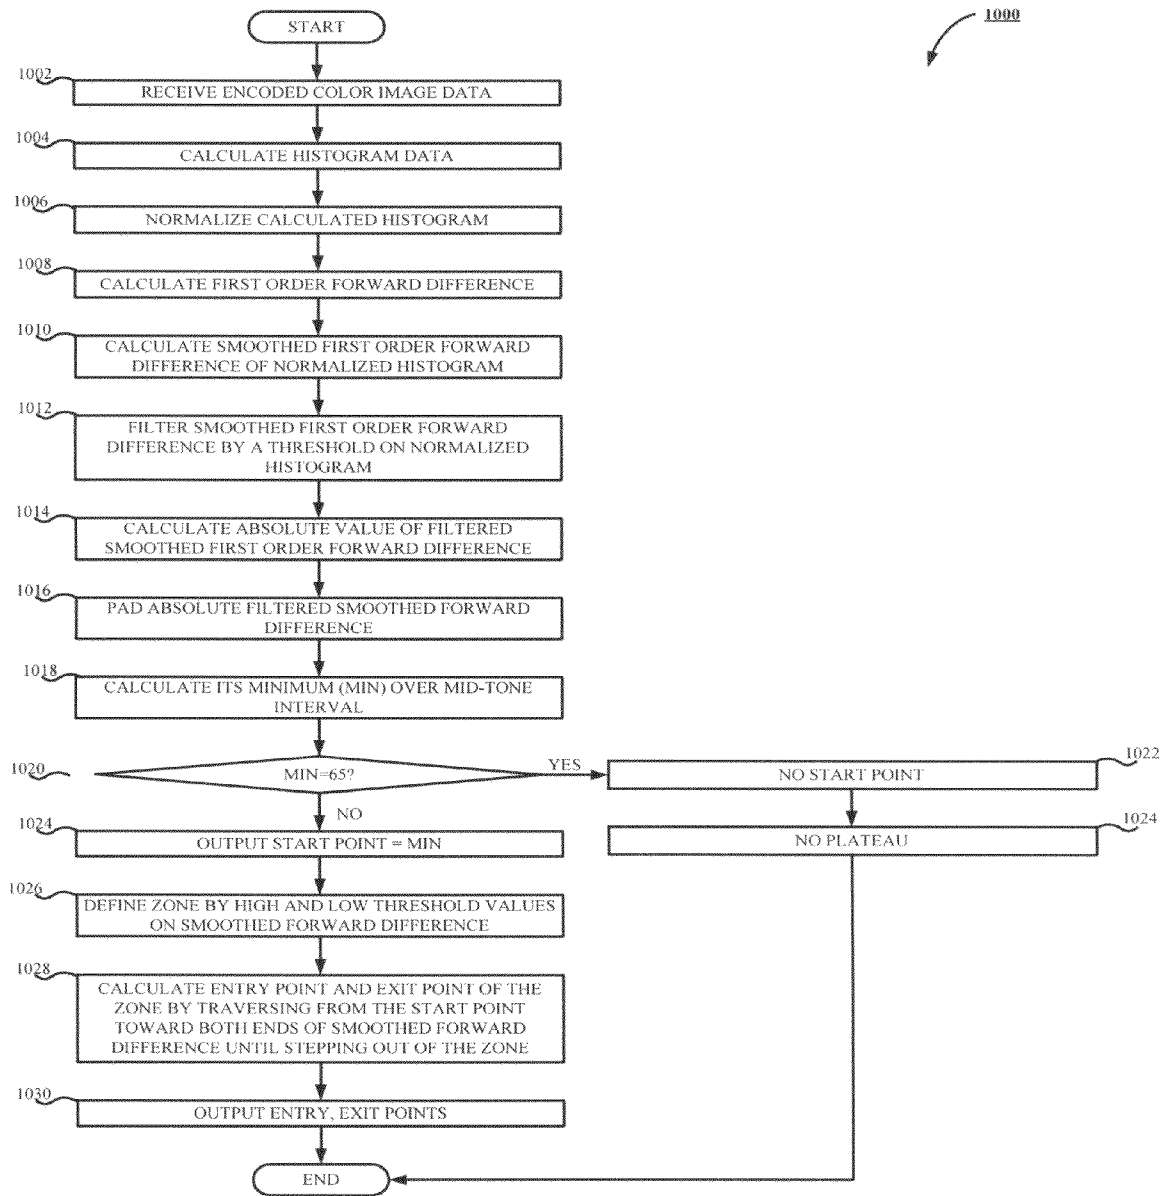 1000
START
1002
RECEIVE ENCODED COLOR IMAGE DATA
1004
CALCULATE HISTOGRAM DATA
1006
NORMALIZE CALCULATED HISTOGRAM
1008
CALCULATE FIRST ORDER FORWARD DIFFERENCE
1010
CALCULATE SMOOTHED FIRST ORDER FORWARD
DIFFERENCE OF NORMALIZED HISTOGRAM
1012
FILTER SMOOTHED FIRST ORDER FORWARD
DIFFERENCE BY A THRESHOLD ON NORMALIZED
HISTOGRAM
1014
CALCULATE ABSOLUTE VALUE OF FILTERED
SMOOTHED FIRST ORDER FORWARD DIFFERENCE
1016
PAD ABSOLUTE FILTERED SMOOTHED FORWARD
DIFFERENCE
1018
CALCULATE ITS MINIMUM (MIN) OVER MID-TONE
INTERVAL
1020
MIN=65?
YES
1022
NO START POINT
NO
1024
OUTPUT START POINT = MIN
1024
NO PLATEAU
1026
DEFINE ZONE BY HIGH AND LOW THRESHOLD VALUES
ON SMOOTHED FORWARD DIFFERENCE
1028
CALCULATE ENTRY POINT AND EXIT POINT OF THE
ZONE BY TRAVERSING FROM THE START POINT
TOWARD BOTH ENDS OF SMOOTHED FORWARD
DIFFERENCE UNTIL STEPPING OUT OF THE ZONE
1030
OUTPUT ENTRY, EXIT POINTS
END